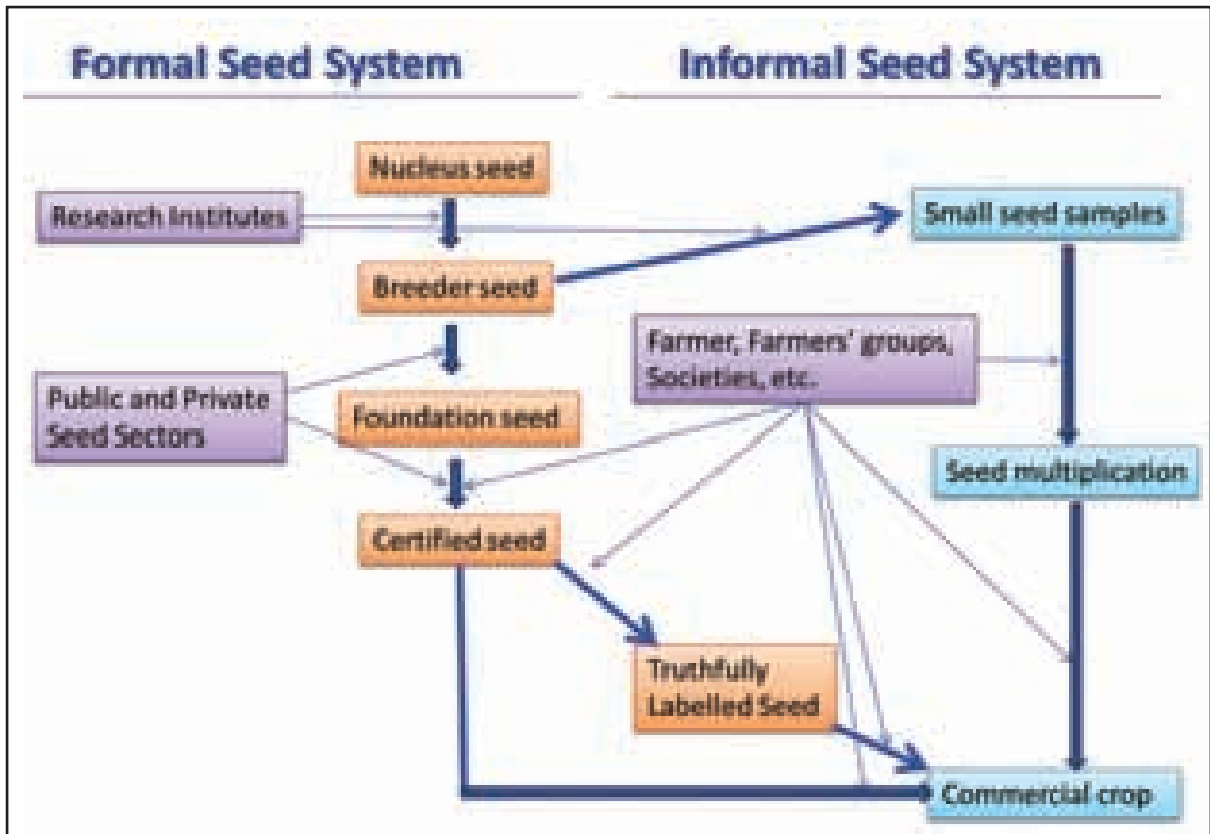 Formal Seed System
Informal Seed System
Nucleus seed
Research Institutes
Small seed samples
Breeder seed
Farmer, Farmers' groups,
Societies, etc.
Public and Private
Seed Sectors
Foundation seed
Seed multiplication
Certified seed
Truthfully
Labelled Seed
Commercial crop